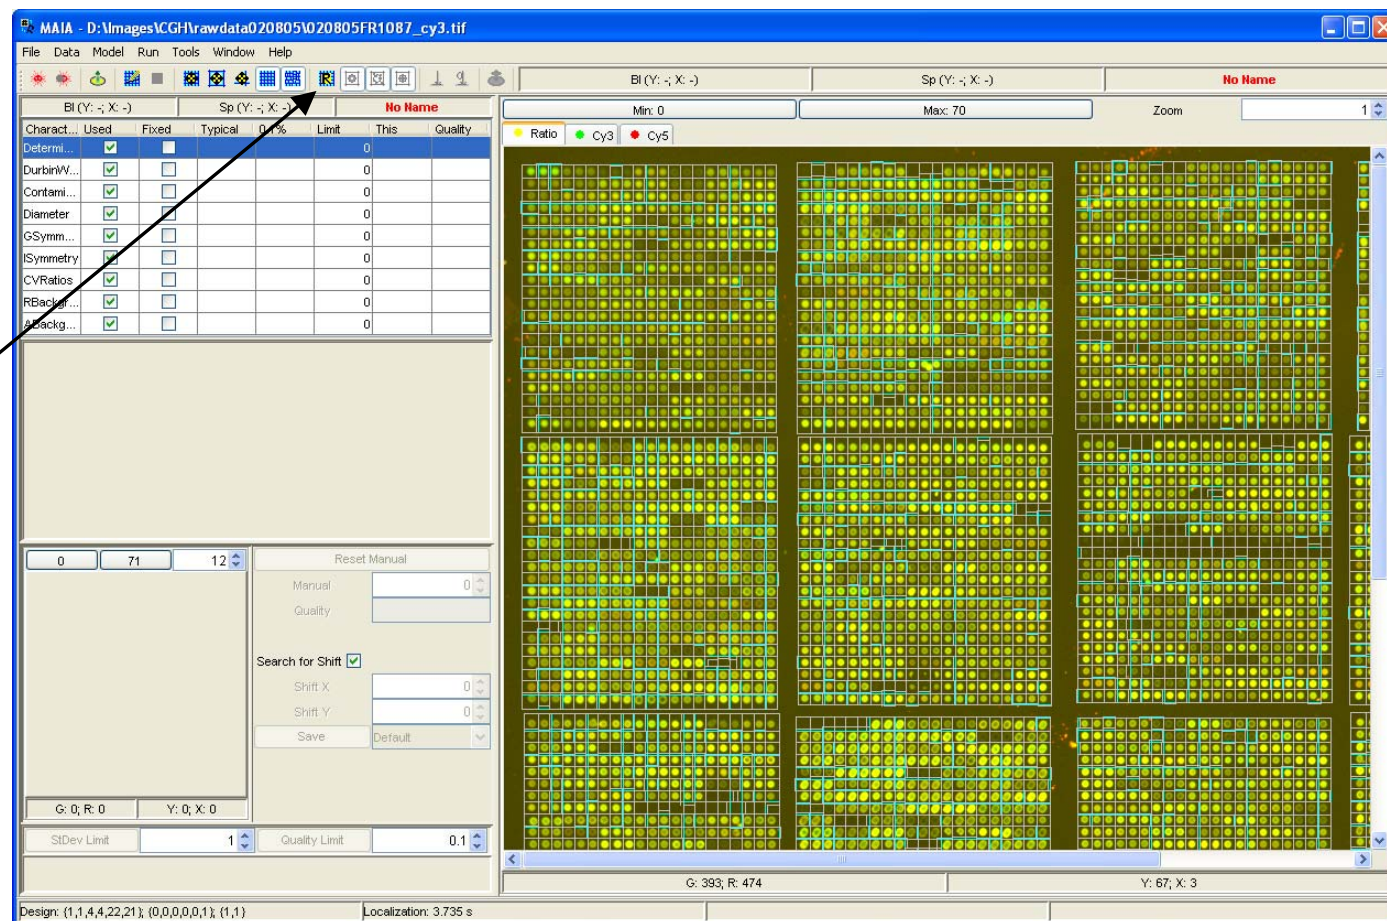 MAIA - D:\Images\CGH\rawdata020805\020805FR1087_cy3.tif
File Data Model Run Tools Window Help
R
Bl (Y: -; X: -) Sp (Y: -; X: -) No Name
Bl (Y: -; X: -) Sp (Y: -; X: -) No Name
Min: 0 Max: 70 Zoom 1
Charact... Used Fixed Typical 0.1% Limit This Quality
Ratio Cy3 Cy5
Determi... 0
DurbinW... 0
Contami... 0
Diameter 0
GSymm... 0
ISymmetry 0
CVRatios 0
RBackgr... 0
ABackg... 0
0 71 12 Reset Manual
Manual 0
Quality
Search for Shift
Shift X 0
Shift Y 0
Save Default
G: 0; R: 0 Y: 0; X: 0
StDev Limit 1 Quality Limit 0.1
G: 393; R: 474 Y: 67; X: 3
Design: {1,1,4,4,22,21}; {0,0,0,0,0,1}; {1,1} Localization: 3.735 s